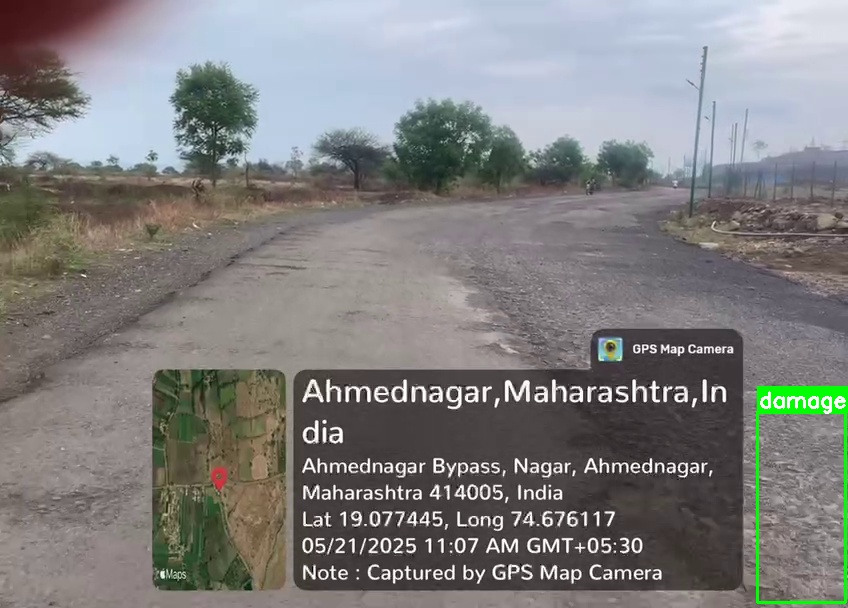 GPS Map Camera
damage
Ahmednagar,Maharashtra,In
dia
Ahmednagar Bypass, Nagar, Ahmednagar,
Maharashtra 414005, India
Lat 19.077445, Long 74.676117
05/21/2025 11:07 AM GMT+05:30
Note : Captured by GPS Map Camera
Maps